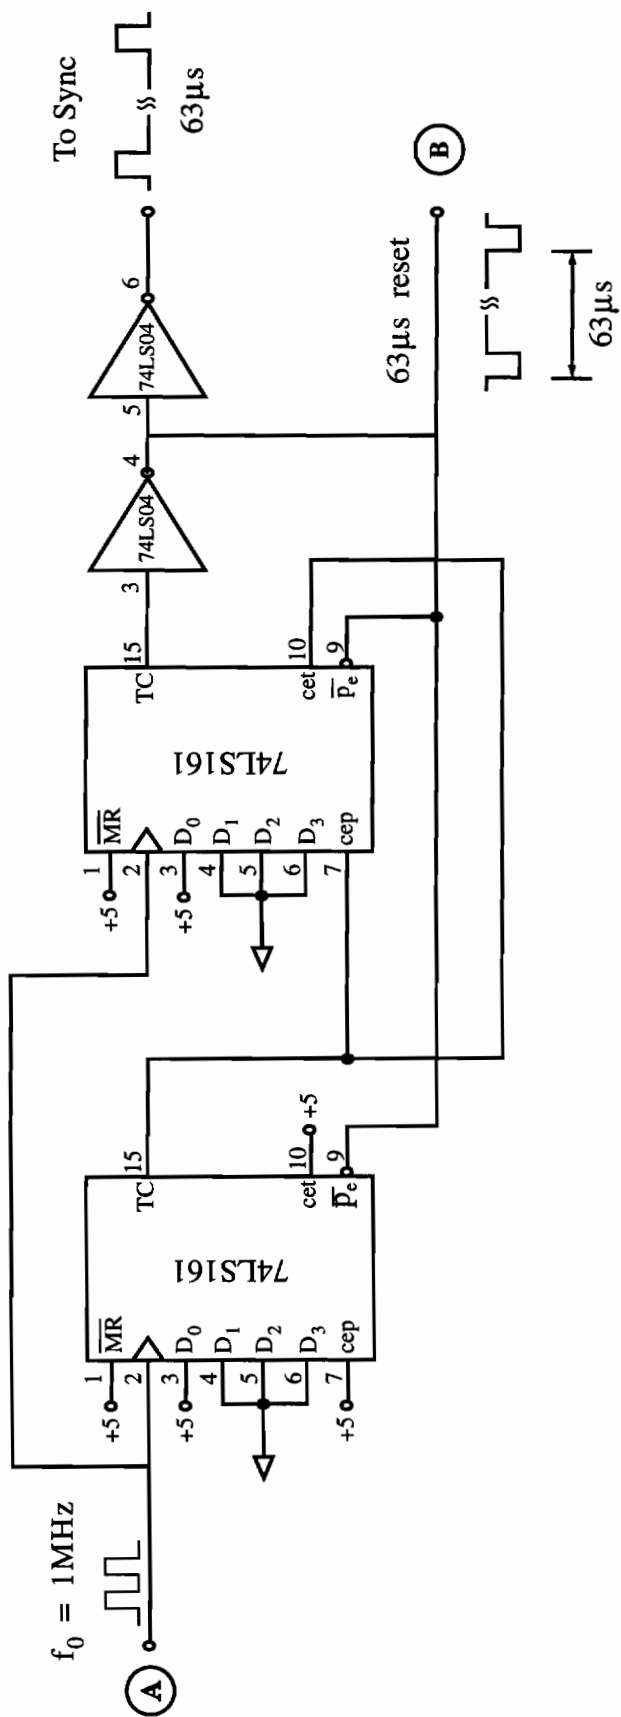 f₀ = 1MHz
A
+5
1
MR
2
+5
3
D₀
4
D₁
5
D₂
6
D₃
+5
7
cep
74LS161
TC
15
cet
10
+5
P̅ₑ
9
+5
1
MR
2
+5
3
D₀
4
D₁
5
D₂
6
D₃
7
cep
74LS161
TC
15
cet
10
p̅ₑ
9
3
74LS04
4
5
74LS04
6
To Sync
63µs
63µs reset
B
63µs